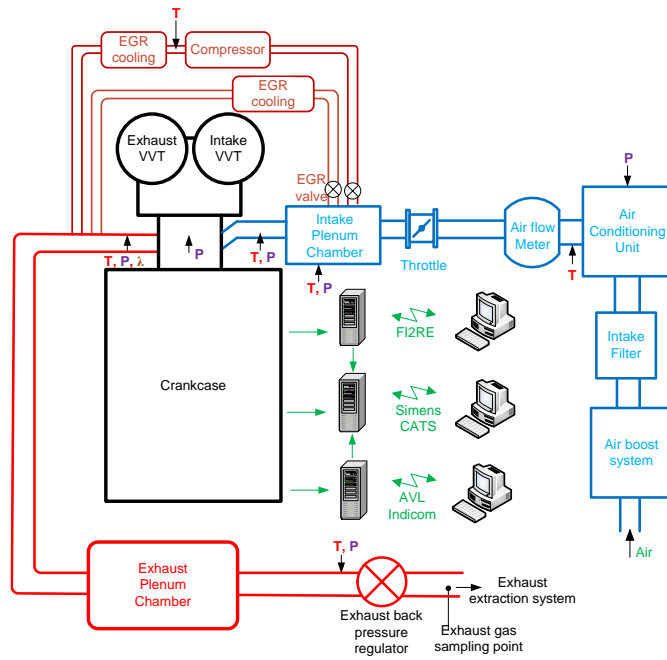 T
EGR
cooling
Compressor
EGR
cooling
Exhaust
VVT
Intake
VVT
EGR
valve
P
Intake
Plenum
Chamber
Air flow
Meter
Air
Conditioning
Unit
P
T, P, λ
T, P
T, P
Throttle
T
FI2RE
Intake
Filter
Crankcase
Simens
CATS
Air boost
system
AVL
Indicom
Air
T, P
Exhaust
Plenum
Chamber
Exhaust
extraction system
Exhaust back
pressure
regulator
Exhaust gas
sampling point